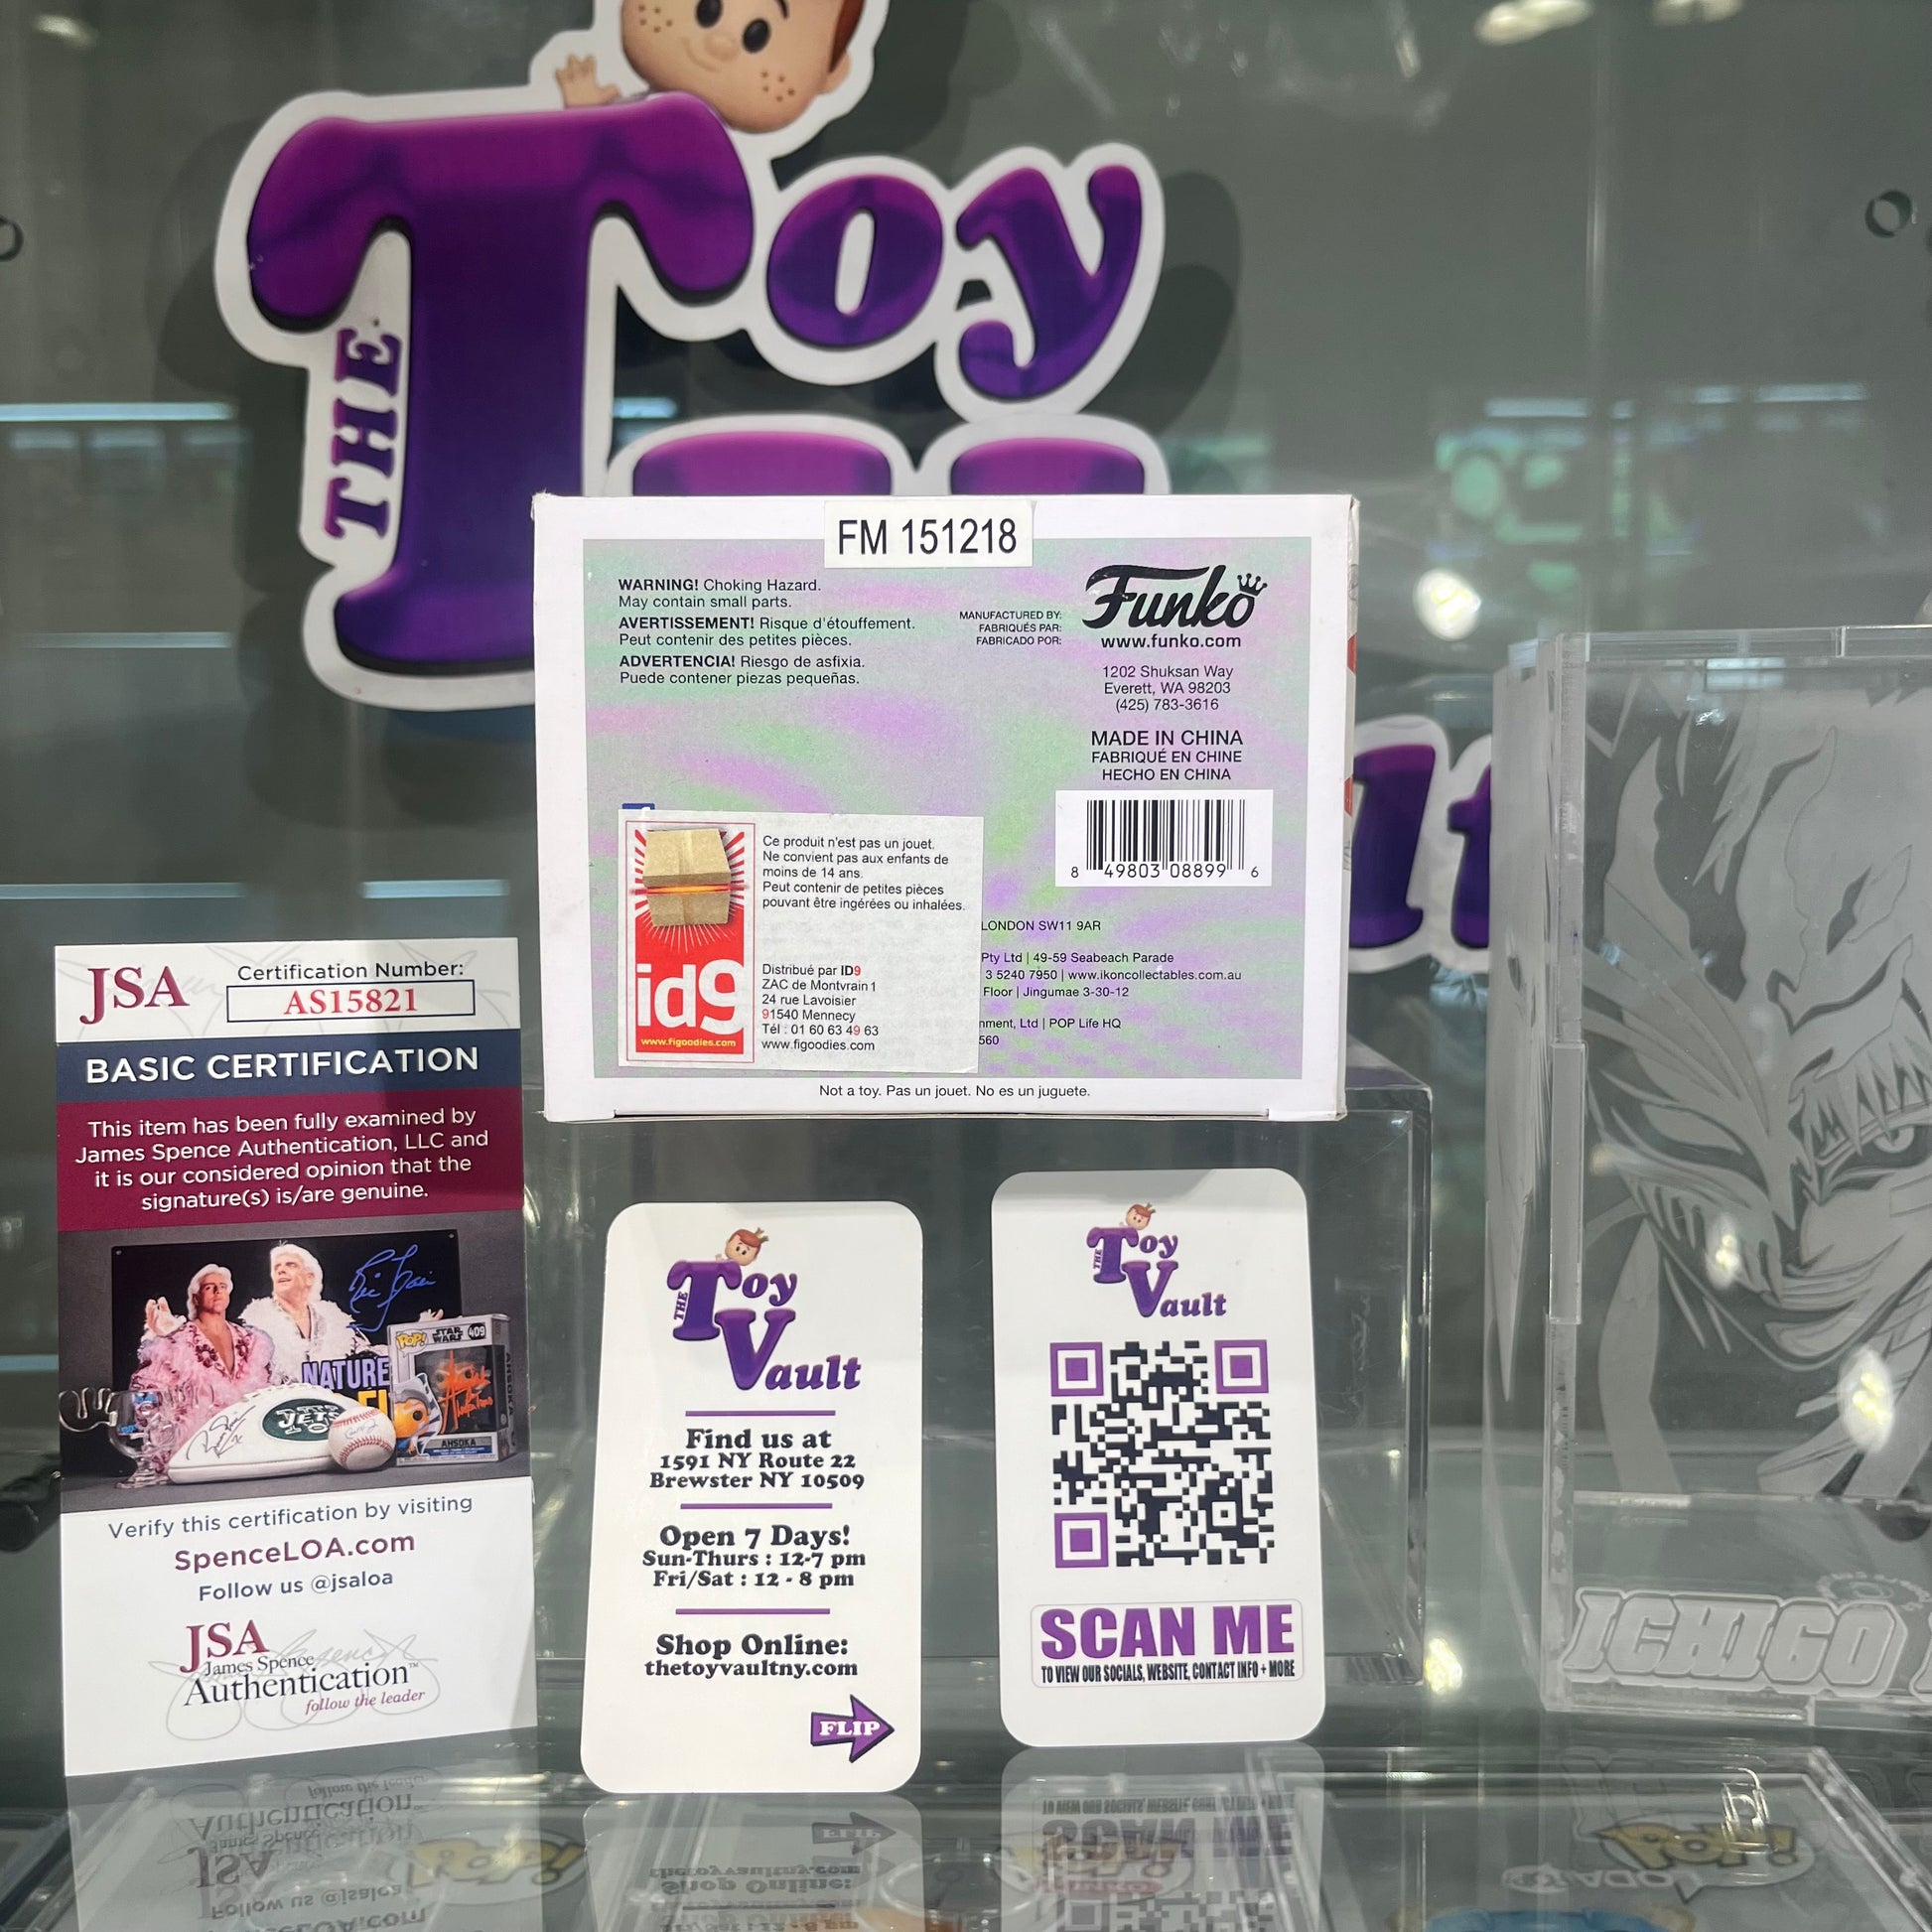 THE
Toy
FM 151218
WARNING! Choking Hazard.
May contain small parts.
AVERTISSEMENT! Risque d'étouffement.
Peut contenir des petites pièces.
ADVERTENCIA! Riesgo de asfixia.
Puede contener piezas pequeñas.
MANUFACTURED BY:
FABRIQUÉS PAR:
FABRICADO POR:
Funko
www.funko.com
1202 Shuksan Way
Everett, WA 98203
(425) 783-3616
MADE IN CHINA
FABRIQUÉ EN CHINE
HECHO EN CHINA
8 49803 08899 6
Ce produit n'est pas un jouet.
Ne convient pas aux enfants de
moins de 14 ans.
Peut contenir de petites pièces
pouvant être ingérées ou inhalées.
id9
www.figoodies.com
Distribué par ID9
ZAC de Montvrain 1
24 rue Lavoisier
91540 Mennecy
Tél : 01 60 63 49 63
www.figoodies.com
LONDON SW11 9AR
Pty Ltd | 49-59 Seabeach Parade
3 5240 7950 | www.ikoncollectables.com.au
Floor | Jingumae 3-30-12
nment, Ltd | POP Life HQ
560
Not a toy. Pas un jouet. No es un juguete.
JSA
Certification Number:
AS15821
BASIC CERTIFICATION
This item has been fully examined by
James Spence Authentication, LLC and
it is our considered opinion that the
signature(s) is/are genuine.
POP! STAR WARS 409
NATURE
JETS
AHSOKA
Verify this certification by visiting
SpenceLOA.com
Follow us @jsaloa
JSA
James Spence
Authentication™
follow the leader
THE
Toy
Vault
Find us at
1591 NY Route 22
Brewster NY 10509
Open 7 Days!
Sun-Thurs : 12-7 pm
Fri/Sat : 12 - 8 pm
Shop Online:
thetoyvaultny.com
FLIP
THE
Toy
Vault
SCAN ME
TO VIEW OUR SOCIALS, WEBSITE, CONTACT INFO + MORE
ICHIGO